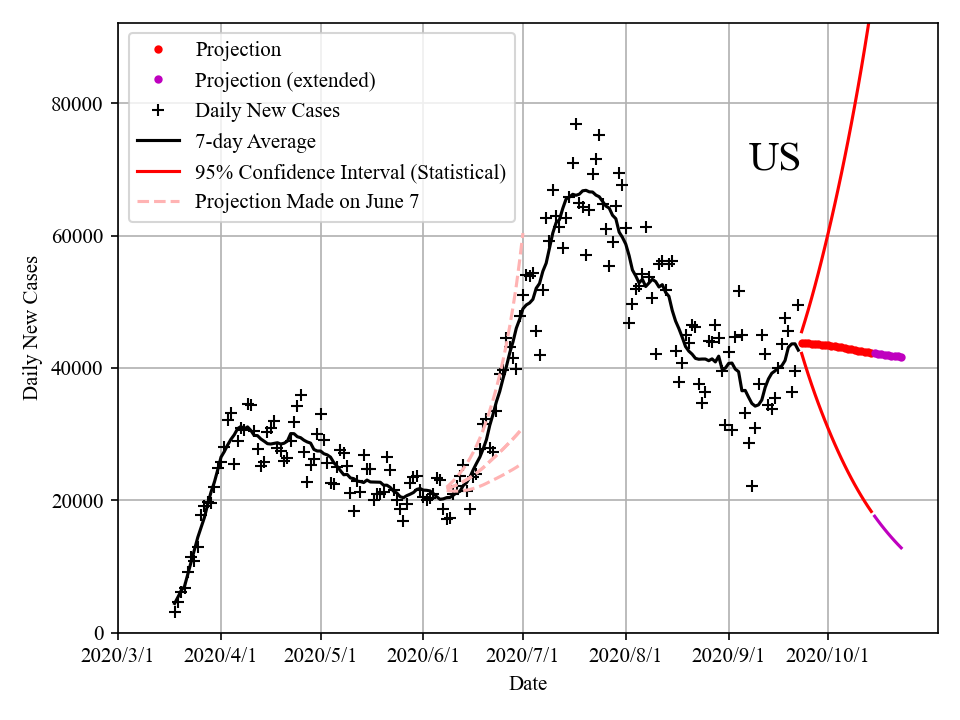 Projection
Projection (extended)
Daily New Cases
7-day Average
95% Confidence Interval (Statistical)
Projection Made on June 7
US
80000
60000
40000
20000
0
Daily New Cases
2020/3/1 2020/4/1 2020/5/1 2020/6/1 2020/7/1 2020/8/1 2020/9/1 2020/10/1
Date